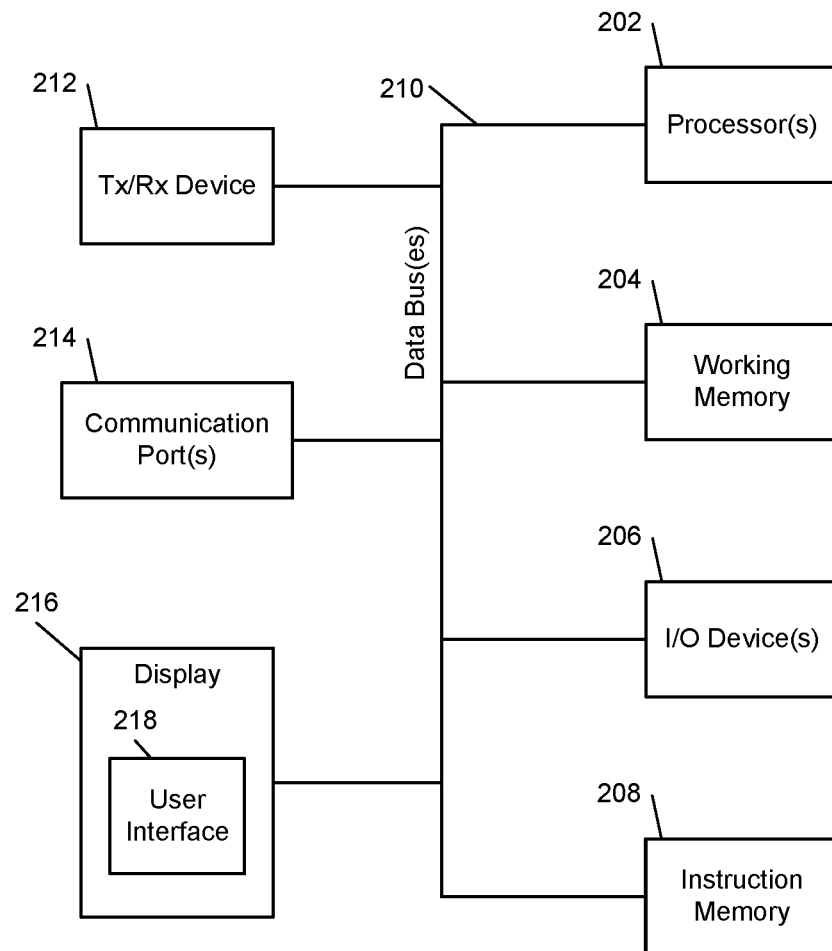 202
Processor(s)
212
Tx/Rx Device
210
Data Bus(es)
204
Working
Memory
214
Communication
Port(s)
206
I/O Device(s)
216
Display
218
User
Interface
208
Instruction
Memory